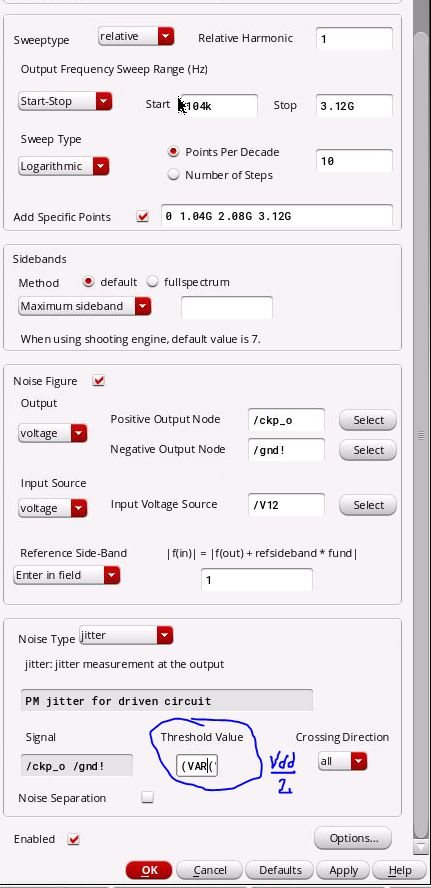 Sweeptype relative Relative Harmonic 1
Output Frequency Sweep Range (Hz)
Start-Stop Start 104k Stop 3.12G
Sweep Type
Points Per Decade
Logarithmic 10
Number of Steps
Add Specific Points 0 1.04G 2.08G 3.12G
Sidebands
Method default fullspectrum
Maximum sideband
When using shooting engine, default value is 7.
Noise Figure
Output
voltage Positive Output Node /ckp_o Select
Negative Output Node /gnd! Select
Input Source
voltage Input Voltage Source /V12 Select
Reference Side-Band |f(in)| = |f(out) + refsideband * fund|
Enter in field 1
Noise Type jitter
jitter: jitter measurement at the output
PM jitter for driven circuit
Signal Threshold Value Crossing Direction
/ckp_o /gnd! (VAR(" Vdd all
2
Noise Separation
Enabled Options...
OK Cancel Defaults Apply Help